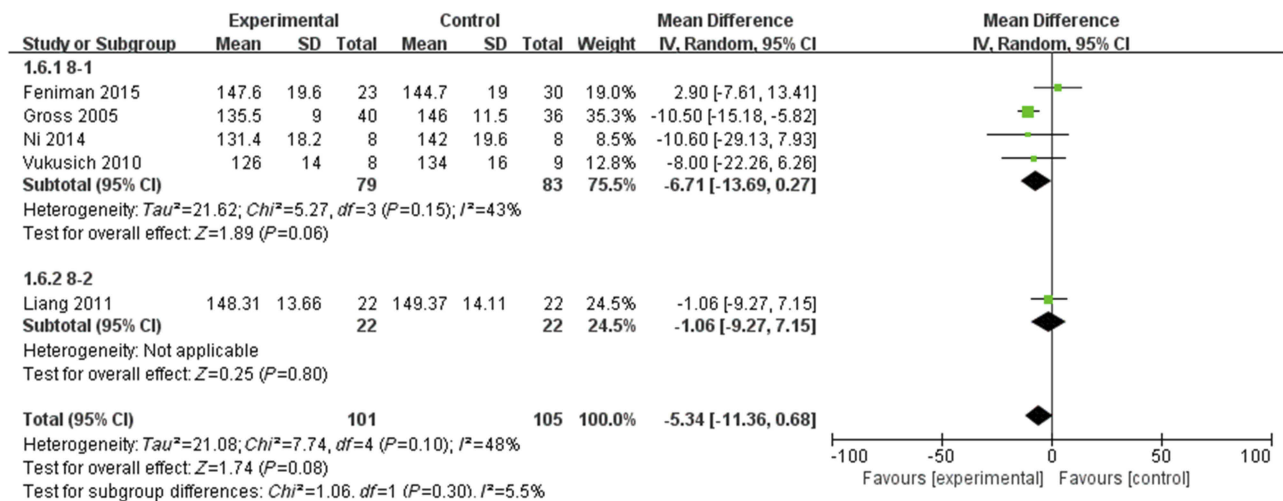 Experimental Control Mean Difference Mean Difference
Study or Subgroup Mean SD Total Mean SD Total Weight IV, Random, 95% CI IV, Random, 95% CI
1.6.1 8-1
Feniman 2015 147.6 19.6 23 144.7 19 30 19.0% 2.90 [-7.61, 13.41]
Gross 2005 135.5 9 40 146 11.5 36 35.3% -10.50 [-15.18, -5.82]
Ni 2014 131.4 18.2 8 142 19.6 8 8.5% -10.60 [-29.13, 7.93]
Vukusich 2010 126 14 8 134 16 9 12.8% -8.00 [-22.26, 6.26]
Subtotal (95% CI) 79 83 75.5% -6.71 [-13.69, 0.27]
Heterogeneity: Tau²=21.62; Chi²=5.27, df=3 (P=0.15); I²=43%
Test for overall effect: Z=1.89 (P=0.06)
1.6.2 8-2
Liang 2011 148.31 13.66 22 149.37 14.11 22 24.5% -1.06 [-9.27, 7.15]
Subtotal (95% CI) 22 22 24.5% -1.06 [-9.27, 7.15]
Heterogeneity: Not applicable
Test for overall effect: Z=0.25 (P=0.80)
Total (95% CI) 101 105 100.0% -5.34 [-11.36, 0.68]
Heterogeneity: Tau²=21.08; Chi²=7.74, df=4 (P=0.10); I²=48%
Test for overall effect: Z=1.74 (P=0.08)
Test for subgroup differences: Chi²=1.06. df=1 (P=0.30). I²=5.5%
-100 -50 0 50 100
Favours [experimental] Favours [control]